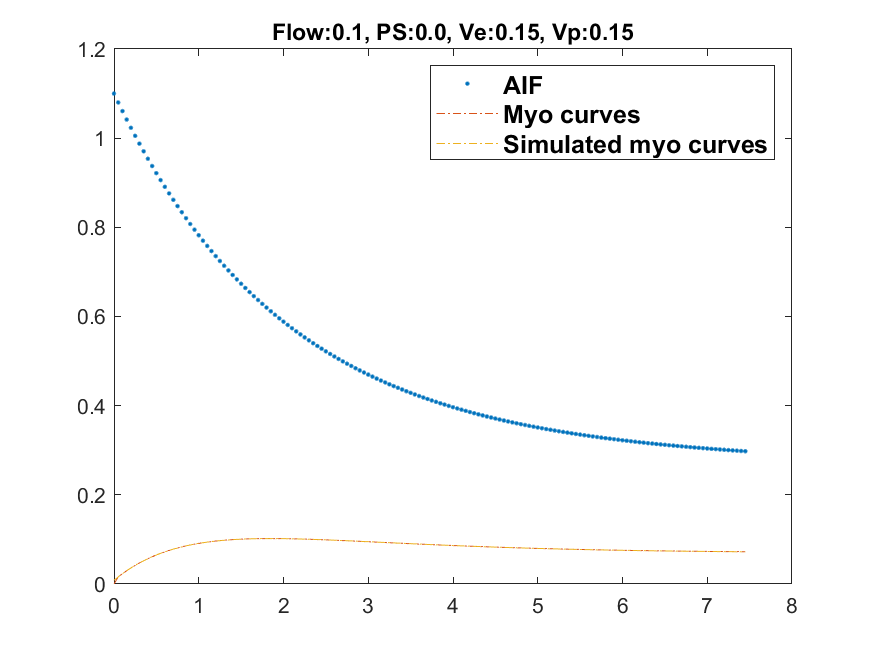 Flow:0.1, PS:0.0, Ve:0.15, Vp:0.15
1.2
1
0.8
0.6
0.4
0.2
0
AIF
Myo curves
Simulated myo curves
0 1 2 3 4 5 6 7 8